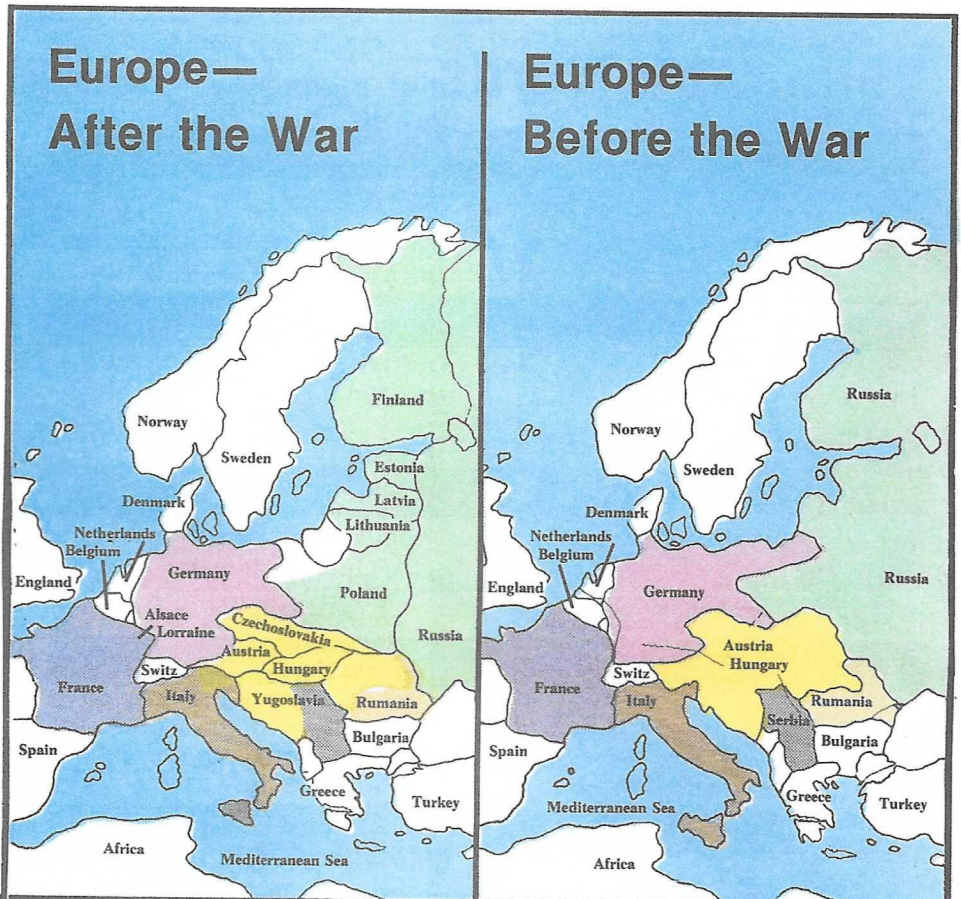 Europe—
After the War
Norway
Sweden
Finland
Estonia
Latvia
Lithuania
Denmark
Netherlands
Belgium
England
Germany
Poland
Russia
Alsace
Lorraine
Czechoslovakia
Austria
Hungary
Switz
France
Italy
Yugoslavia
Rumania
Bulgaria
Spain
Greece
Turkey
Africa
Mediterranean Sea
Europe—
Before the War
Norway
Sweden
Russia
Denmark
Netherlands
Belgium
England
Germany
Russia
Austria
Hungary
Switz
France
Italy
Serbia
Rumania
Bulgaria
Spain
Greece
Turkey
Mediterranean Sea
Africa